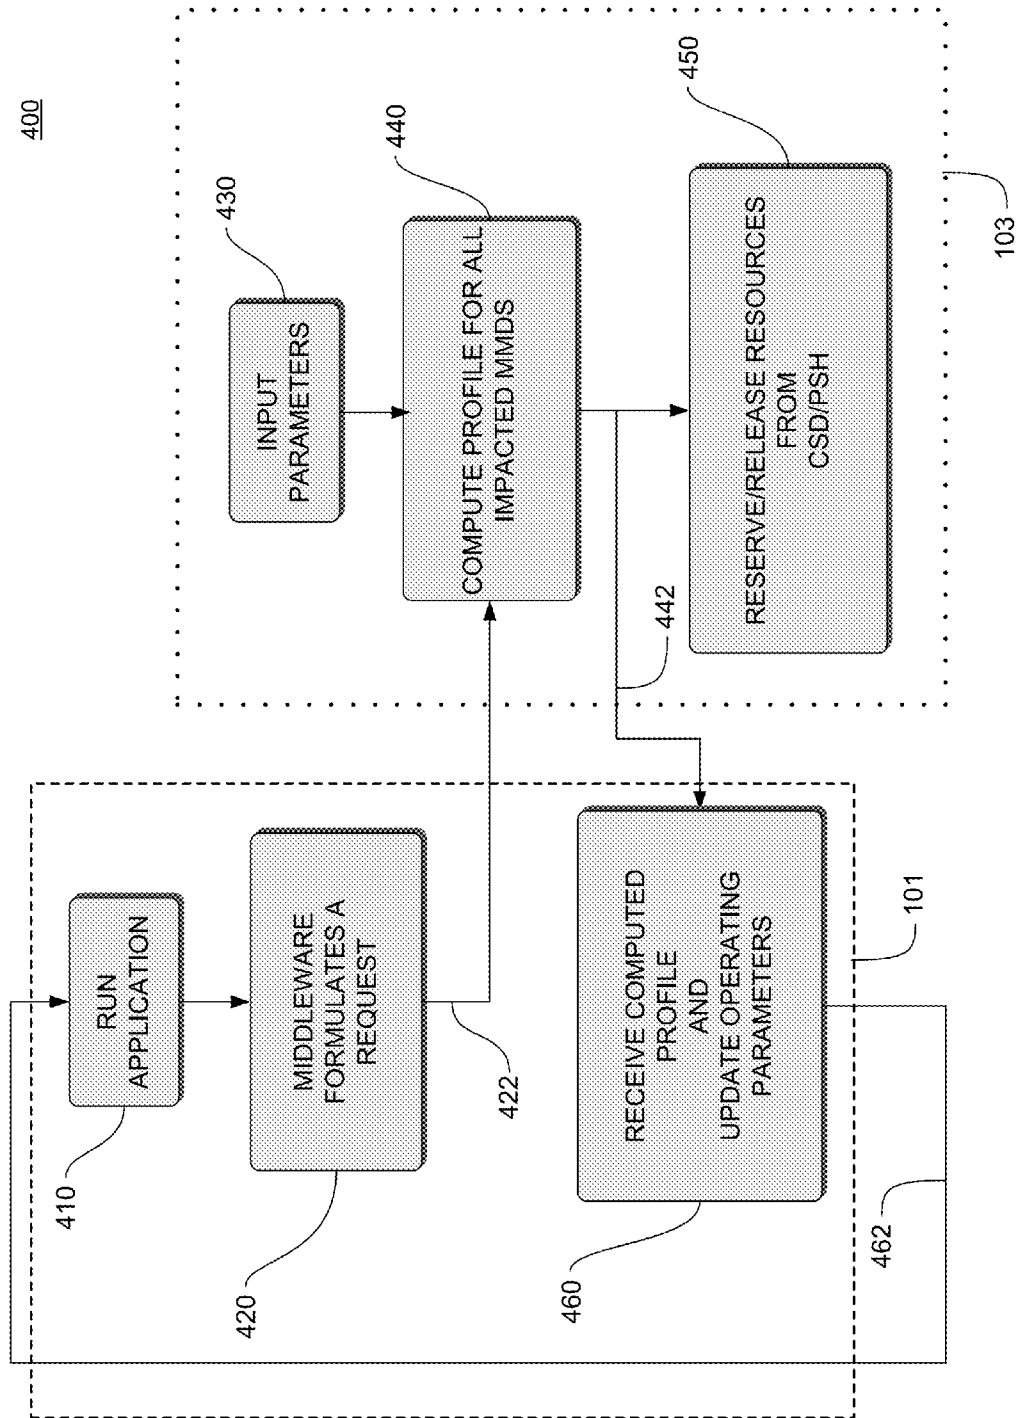 400
RUN
APPLICATION
410
MIDDLEWARE
FORMULATES A
REQUEST
420
422
INPUT
PARAMETERS
430
COMPUTE PROFILE FOR ALL
IMPACTED MMDS
440
442
RESERVE/RELEASE RESOURCES
FROM
CSD/PSH
450
103
RECEIVE COMPUTED
PROFILE
AND
UPDATE OPERATING
PARAMETERS
460
101
462